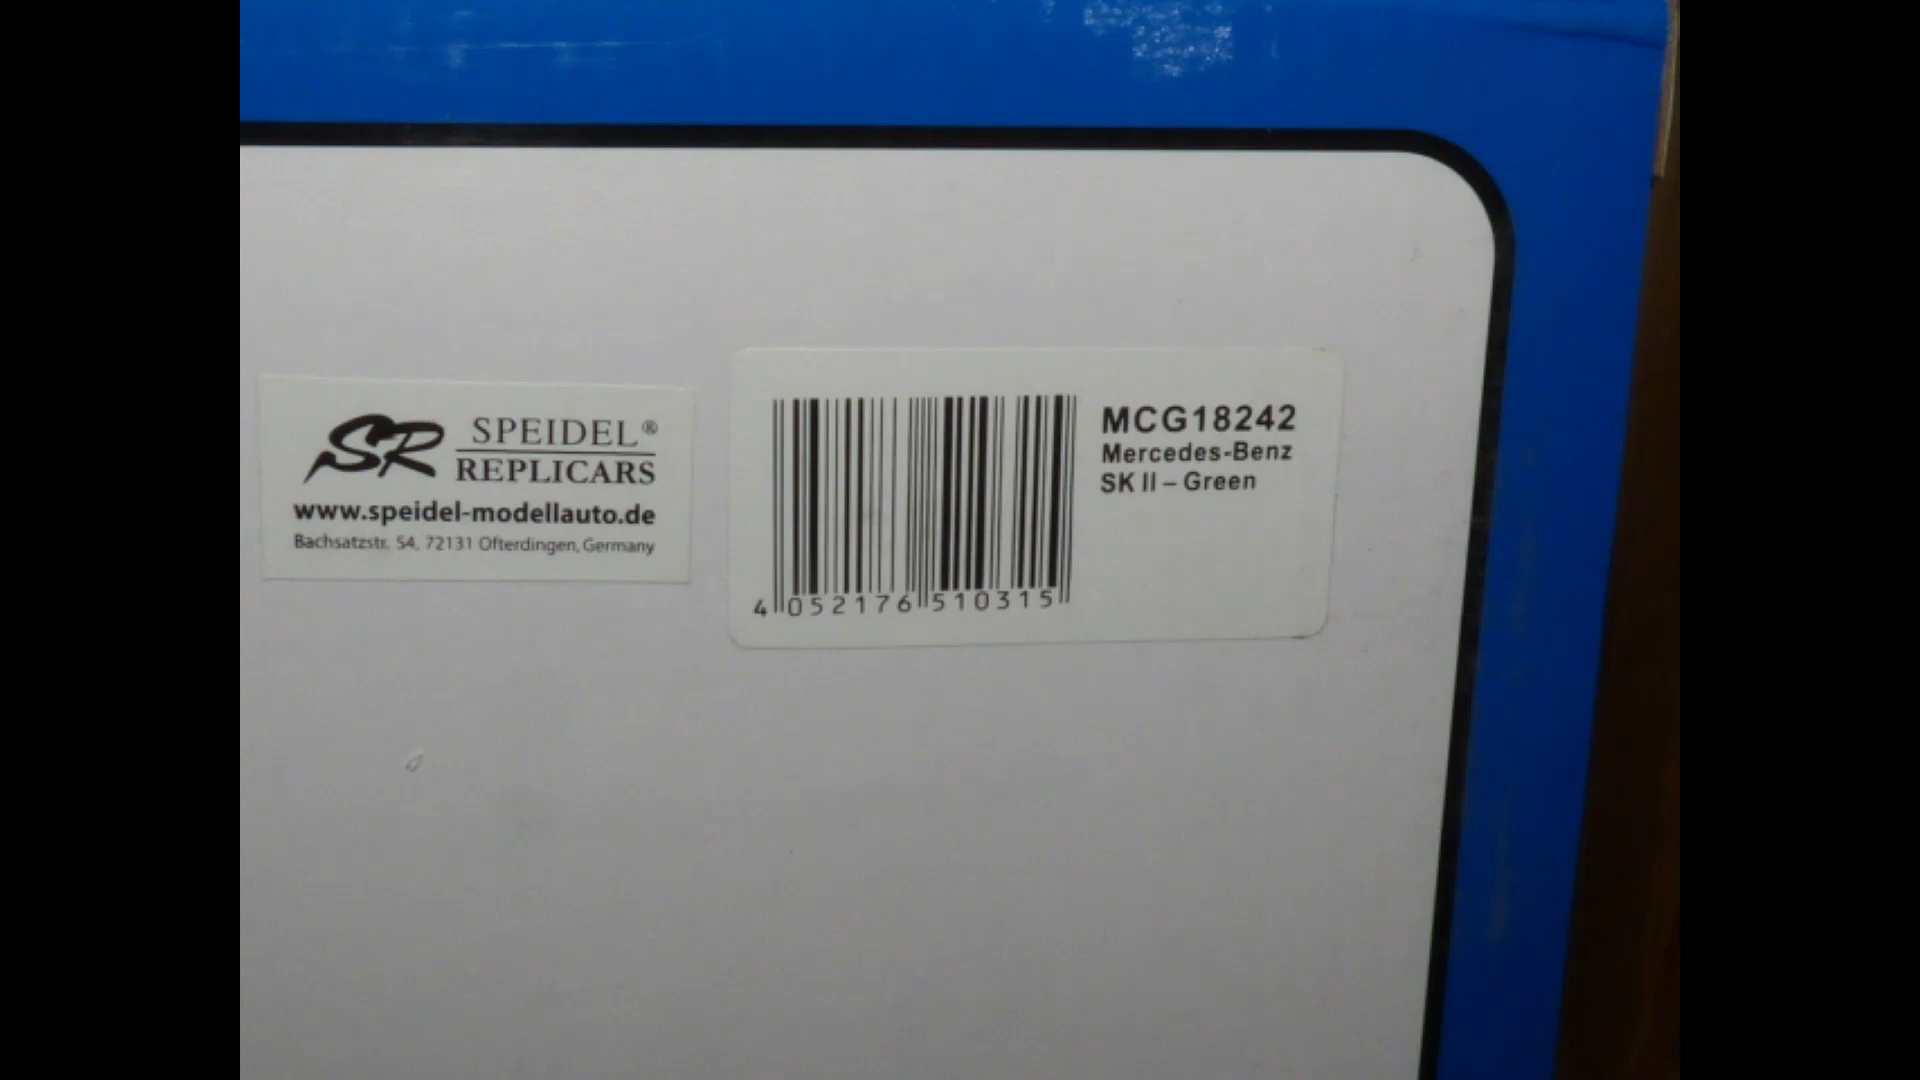 SR SPEIDEL®
REPLICARS
www.speidel-modellauto.de
Bachsatzstr. 54, 72131 Ofterdingen, Germany
MCG18242
Mercedes-Benz
SK II – Green
4 052176 510315